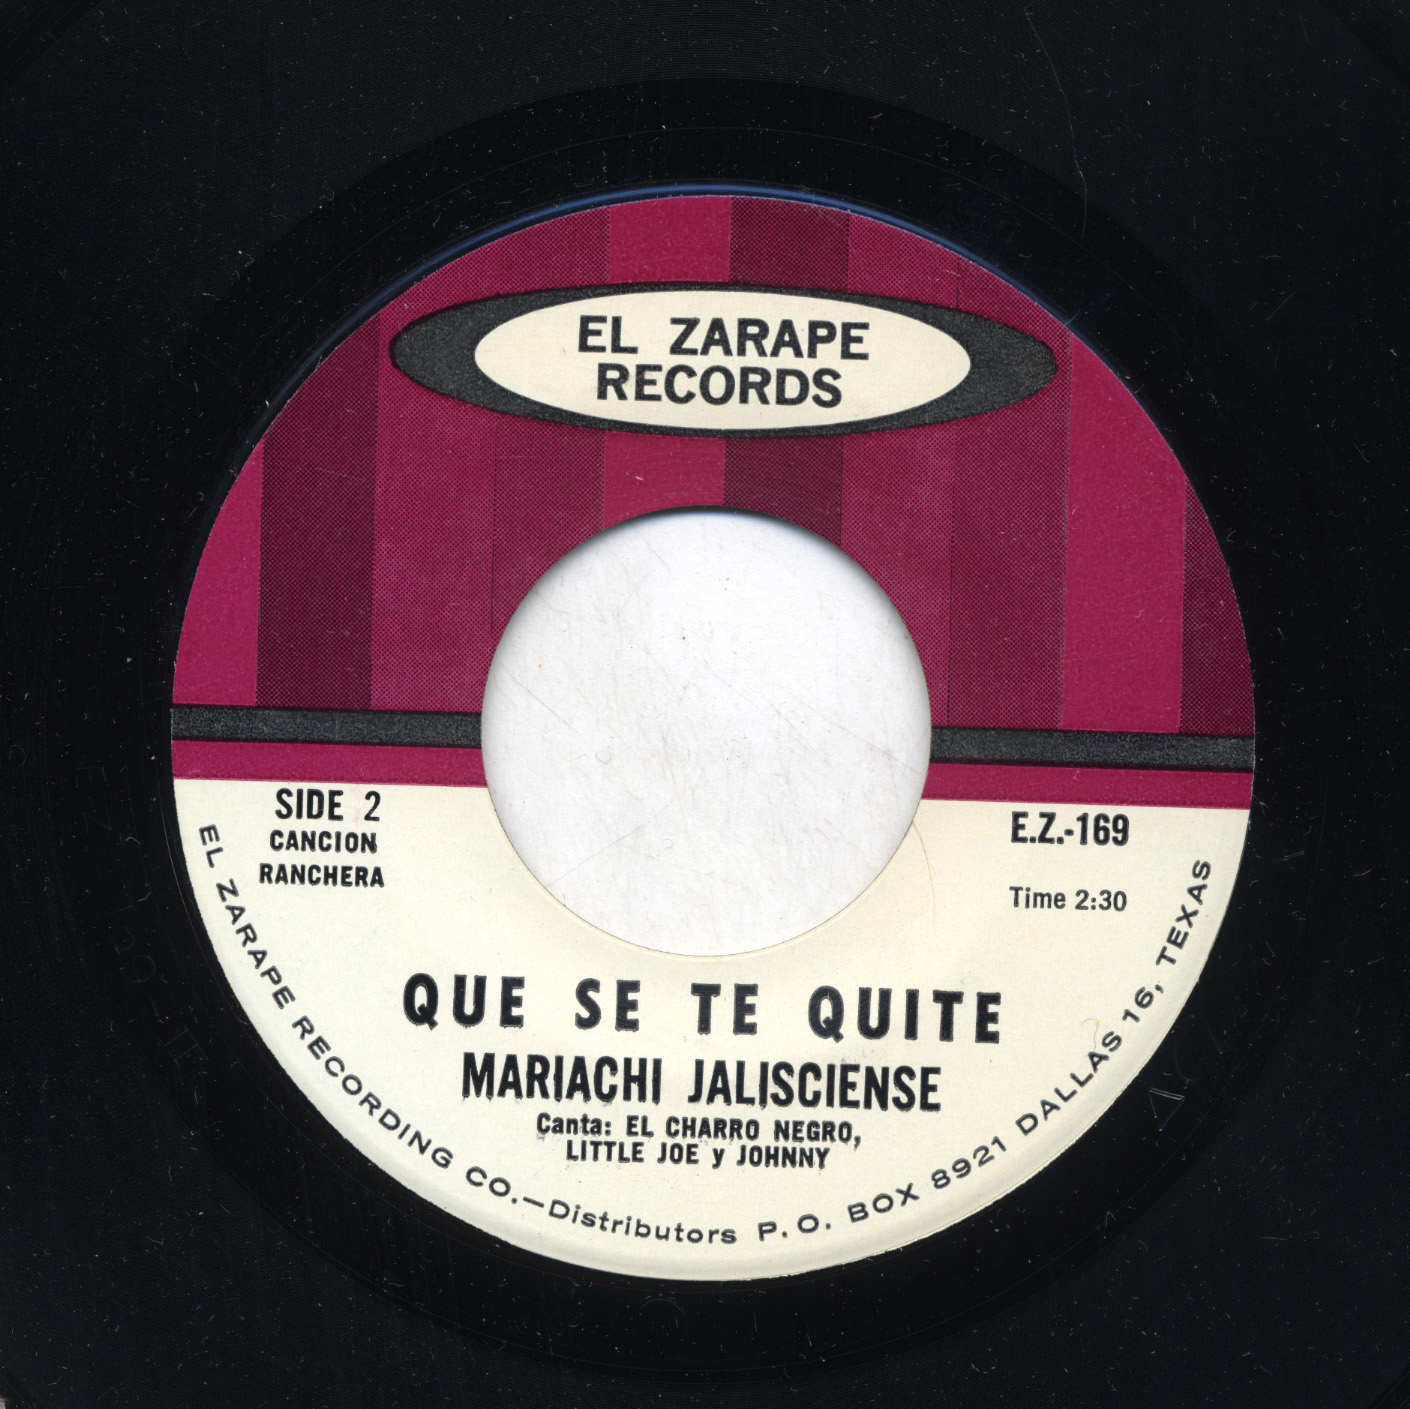 EL ZARAPE
RECORDS
SIDE 2
CANCION
RANCHERA
E.Z.-169
Time 2:30
QUE SE TE QUITE
MARIACHI JALISCIENSE
Canta: EL CHARRO NEGRO,
LITTLE JOE y JOHNNY
EL ZARAPE RECORDING CO.—Distributors P. O. BOX 8921 DALLAS 16, TEXAS